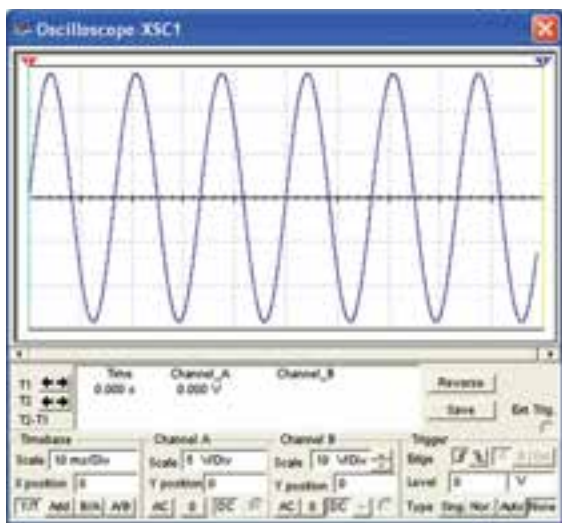 Oscilloscope XSC1
T1
T2
T2-T1
Time Channel_A Channel_B
0.000 s 0.000 V
Reverse
Save
Ext. Trig.
Timebase
Scale 10 ms/Div
X position 0
Y/T Add B/A A/B
Channel A
Scale V/Div
Y position 0
AC 0 DC
Channel B
Scale 10 V/Div
Y position 0
AC 0 DC -
Trigger
Edge
Level 0 V
Type Sing. Nor. Auto None